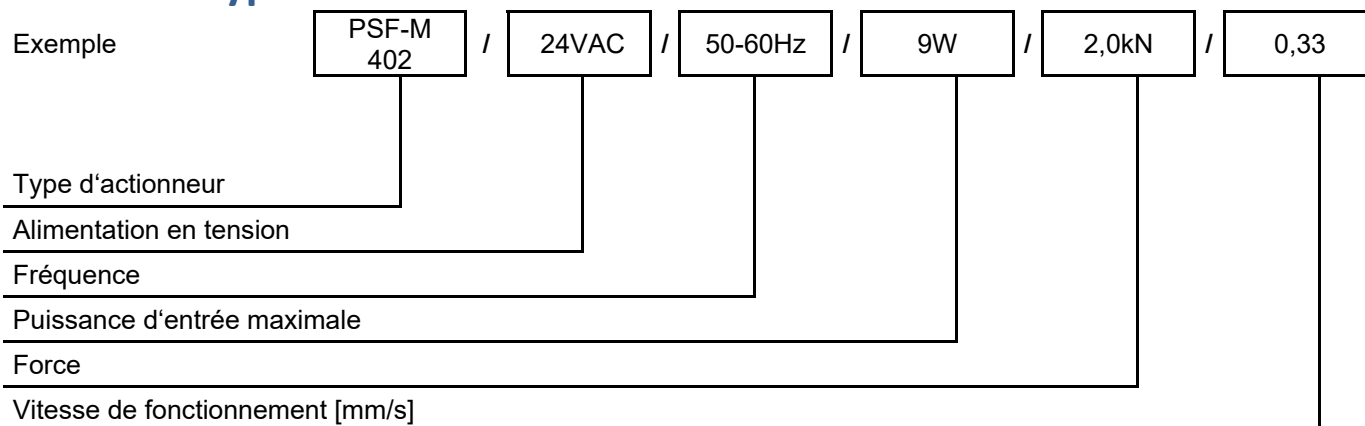 Exemple
PSF-M
402 / 24VAC / 50-60Hz / 9W / 2,0kN / 0,33
Type d‘actionneur
Alimentation en tension
Fréquence
Puissance d‘entrée maximale
Force
Vitesse de fonctionnement [mm/s]